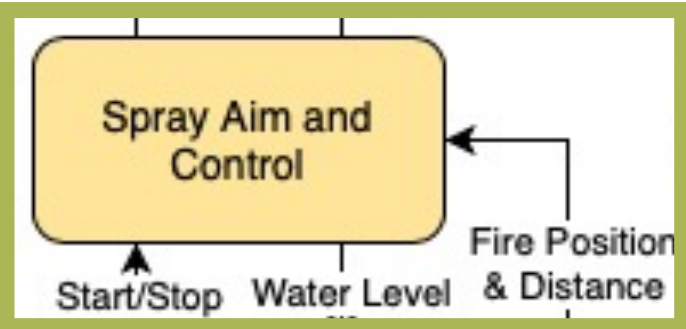 Spray Aim and
Control
Fire Position
& Distance
Start/Stop
Water Level